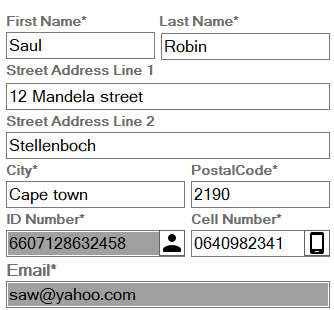 First Name* Last Name*
Saul Robin
Street Address Line 1
12 Mandela street
Street Address Line 2
Stellenboch
City* PostalCode*
Cape town 2190
ID Number* Cell Number*
6607128632458 0640982341
Email*
saw@yahoo.com